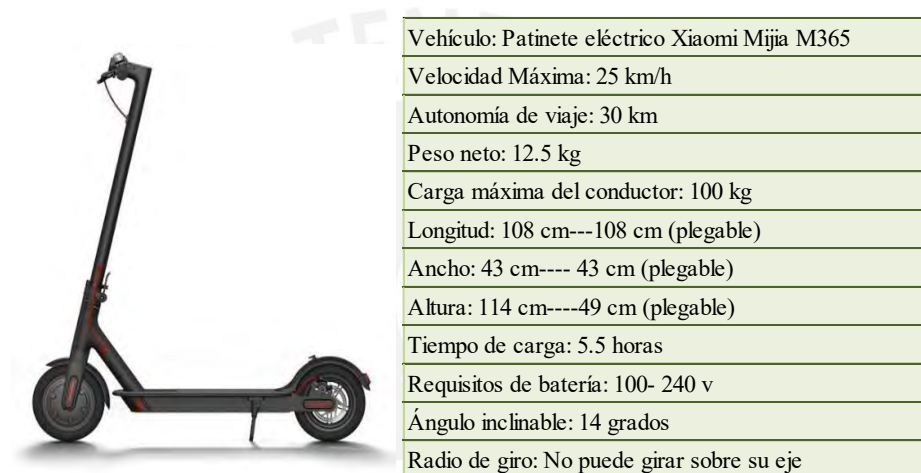 Vehículo: Patinete eléctrico Xiaomi Mijia M365
Velocidad Máxima: 25 km/h
Autonomía de viaje: 30 km
Peso neto: 12.5 kg
Carga máxima del conductor: 100 kg
Longitud: 108 cm---108 cm (plegable)
Ancho: 43 cm---- 43 cm (plegable)
Altura: 114 cm----49 cm (plegable)
Tiempo de carga: 5.5 horas
Requisitos de batería: 100- 240 v
Ángulo inclinable: 14 grados
Radio de giro: No puede girar sobre su eje